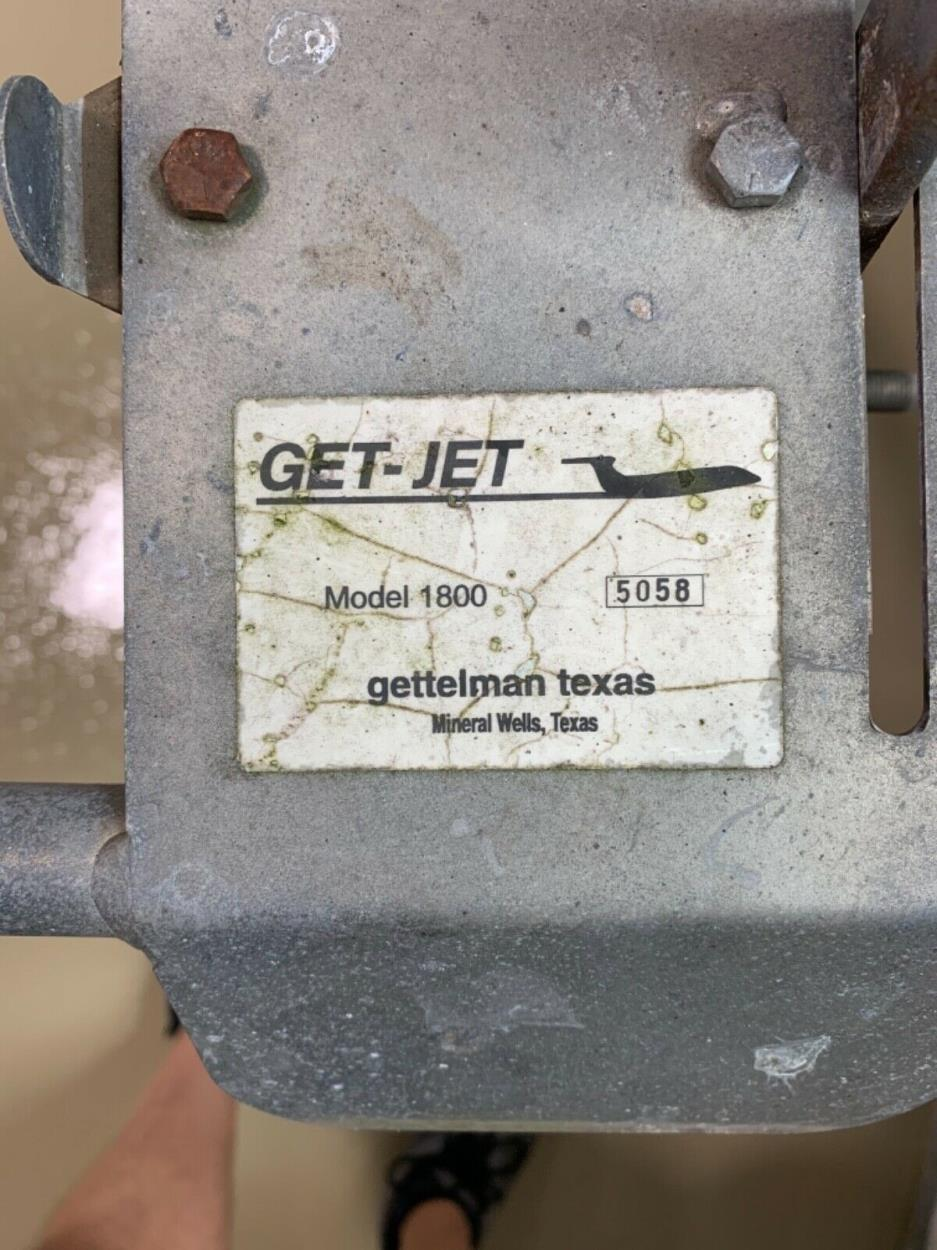 GET-JET
Model 1800 5058
gettelman texas
Mineral Wells, Texas